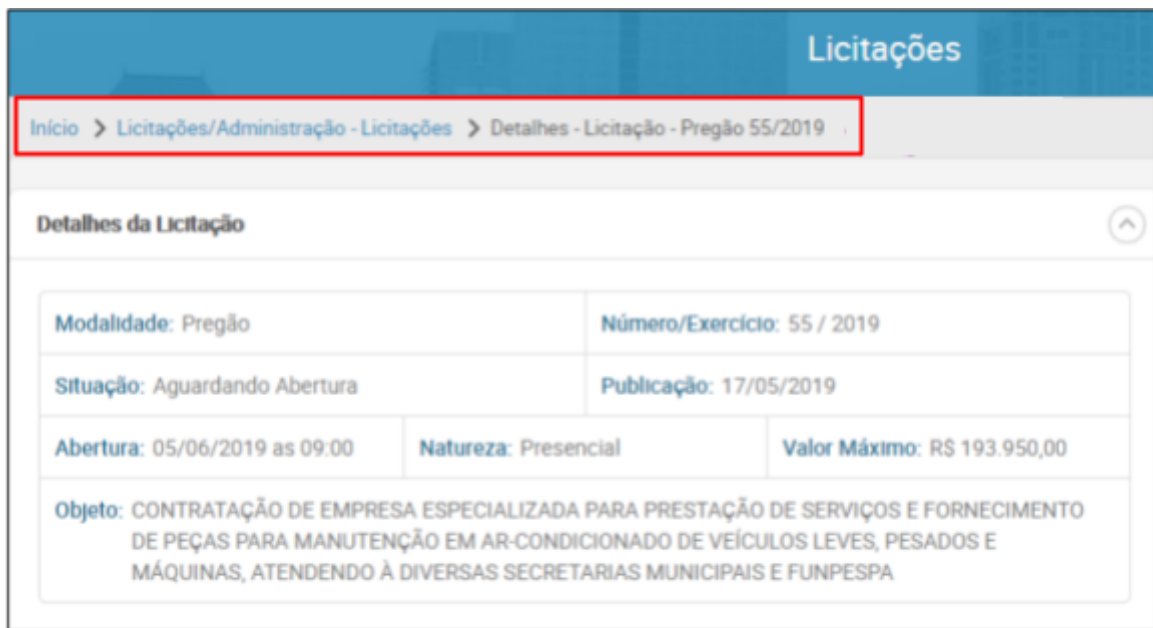 Licitações
Início > Licitações/Administração - Licitações > Detalhes - Licitação - Pregão 55/2019
Detalhes da Licitação
Modalidade: Pregão Número/Exercício: 55 / 2019
Situação: Aguardando Abertura Publicação: 17/05/2019
Abertura: 05/06/2019 as 09:00 Natureza: Presencial Valor Máximo: R$ 193.950,00
Objeto: CONTRATAÇÃO DE EMPRESA ESPECIALIZADA PARA PRESTAÇÃO DE SERVIÇOS E FORNECIMENTO
DE PEÇAS PARA MANUTENÇÃO EM AR-CONDICIONADO DE VEÍCULOS LEVES, PESADOS E
MÁQUINAS, ATENDENDO À DIVERSAS SECRETARIAS MUNICIPAIS E FUNPESPA